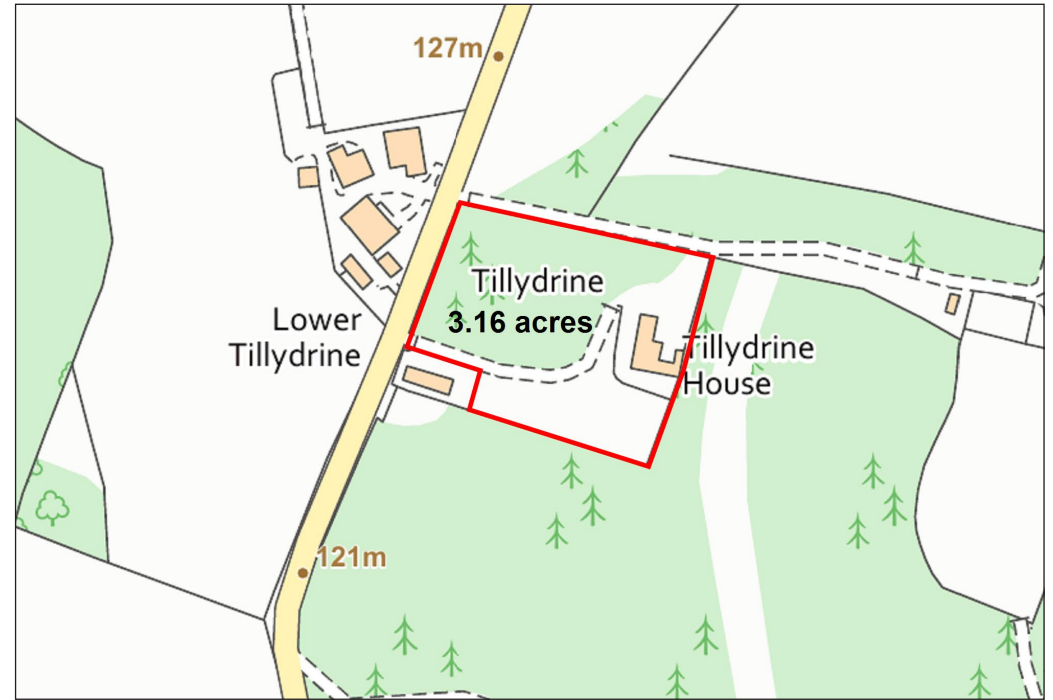 127m
Tillydrine
3.16 acres
Lower
Tillydrine
Tillydrine
House
121m